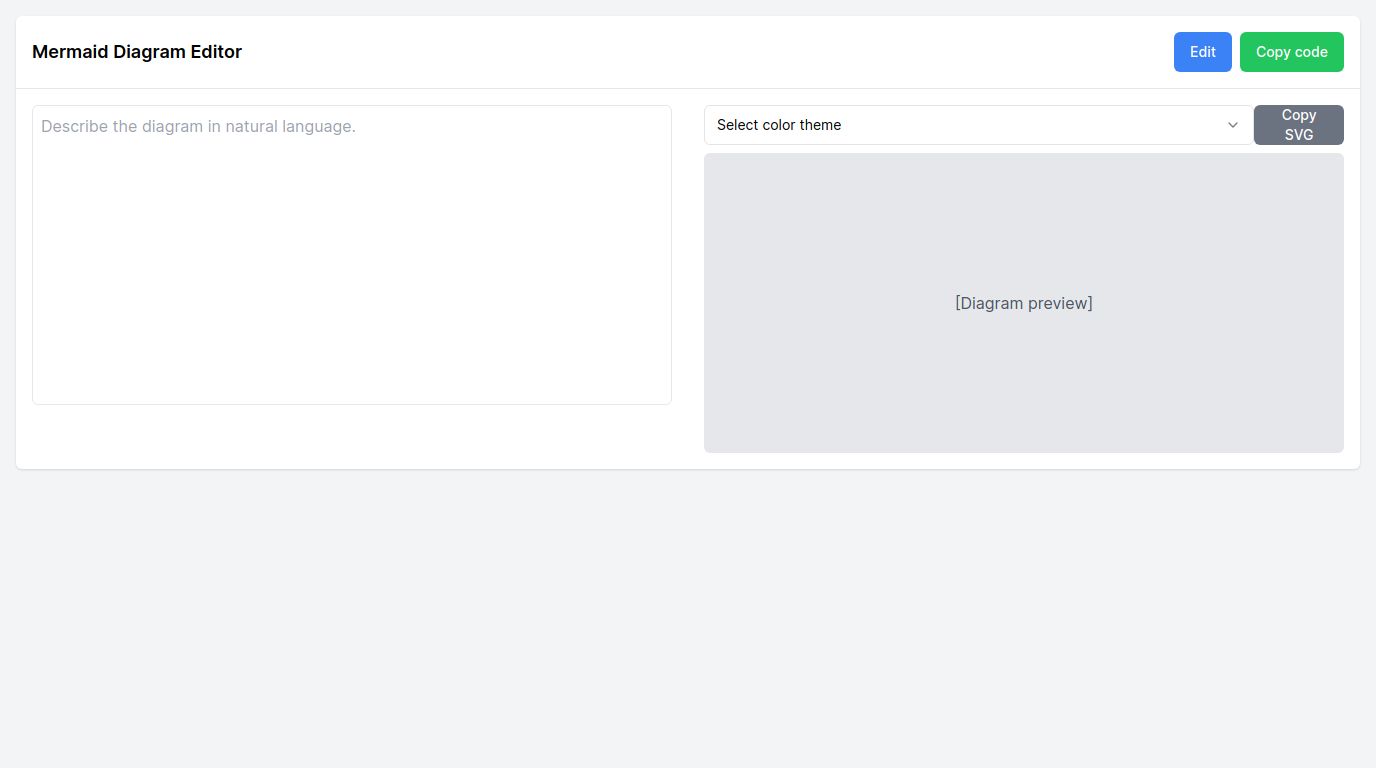 Mermaid Diagram Editor
Edit
Copy code
Describe the diagram in natural language.
Select color theme
Copy
SVG
[Diagram preview]